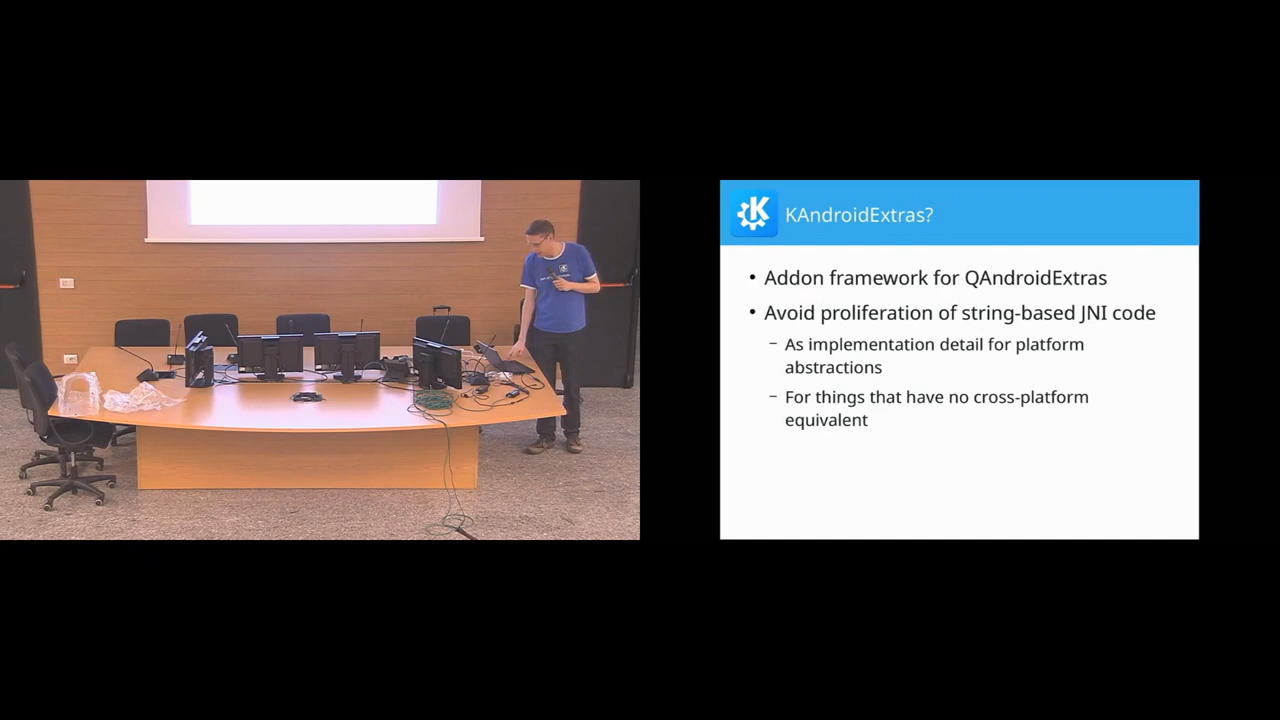 KAndroidExtras?
• Addon framework for QAndroidExtras
• Avoid proliferation of string-based JNI code
– As implementation detail for platform
abstractions
– For things that have no cross-platform
equivalent